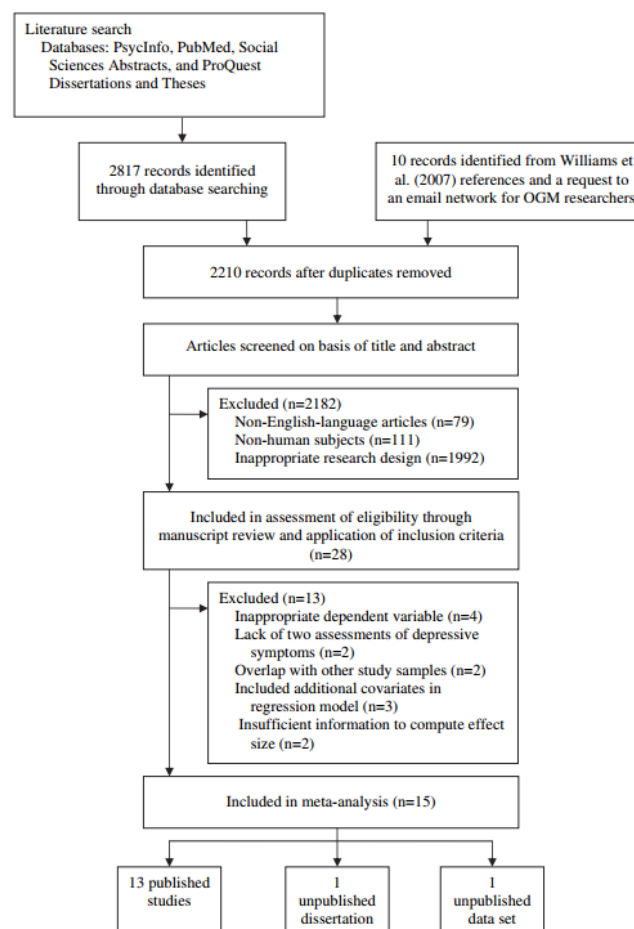 Literature search
Databases: PsycInfo, PubMed, Social
Sciences Abstracts, and ProQuest
Dissertations and Theses
2817 records identified
through database searching
10 records identified from Williams et
al. (2007) references and a request to
an email network for OGM researchers
2210 records after duplicates removed
Articles screened on basis of title and abstract
Excluded (n=2182)
Non-English-language articles (n=79)
Non-human subjects (n=111)
Inappropriate research design (n=1992)
Included in assessment of eligibility through
manuscript review and application of inclusion criteria
(n=28)
Excluded (n=13)
Inappropriate dependent variable (n=4)
Lack of two assessments of depressive
symptoms (n=2)
Overlap with other study samples (n=2)
Included additional covariates in
regression model (n=3)
Insufficient information to compute effect
size (n=2)
Included in meta-analysis (n=15)
13 published
studies
1
unpublished
dissertation
1
unpublished
data set